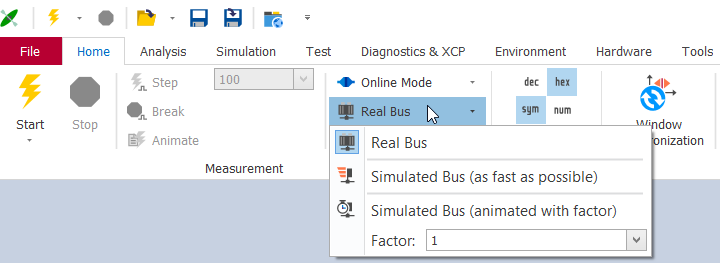 File Home Analysis Simulation Test Diagnostics & XCP Environment Hardware Tools
Step 100 Online Mode dec hex
Break Real Bus sym num
Start Stop Animate Window
Real Bus
Measurement
Simulated Bus (as fast as possible)
Simulated Bus (animated with factor)
Factor: 1